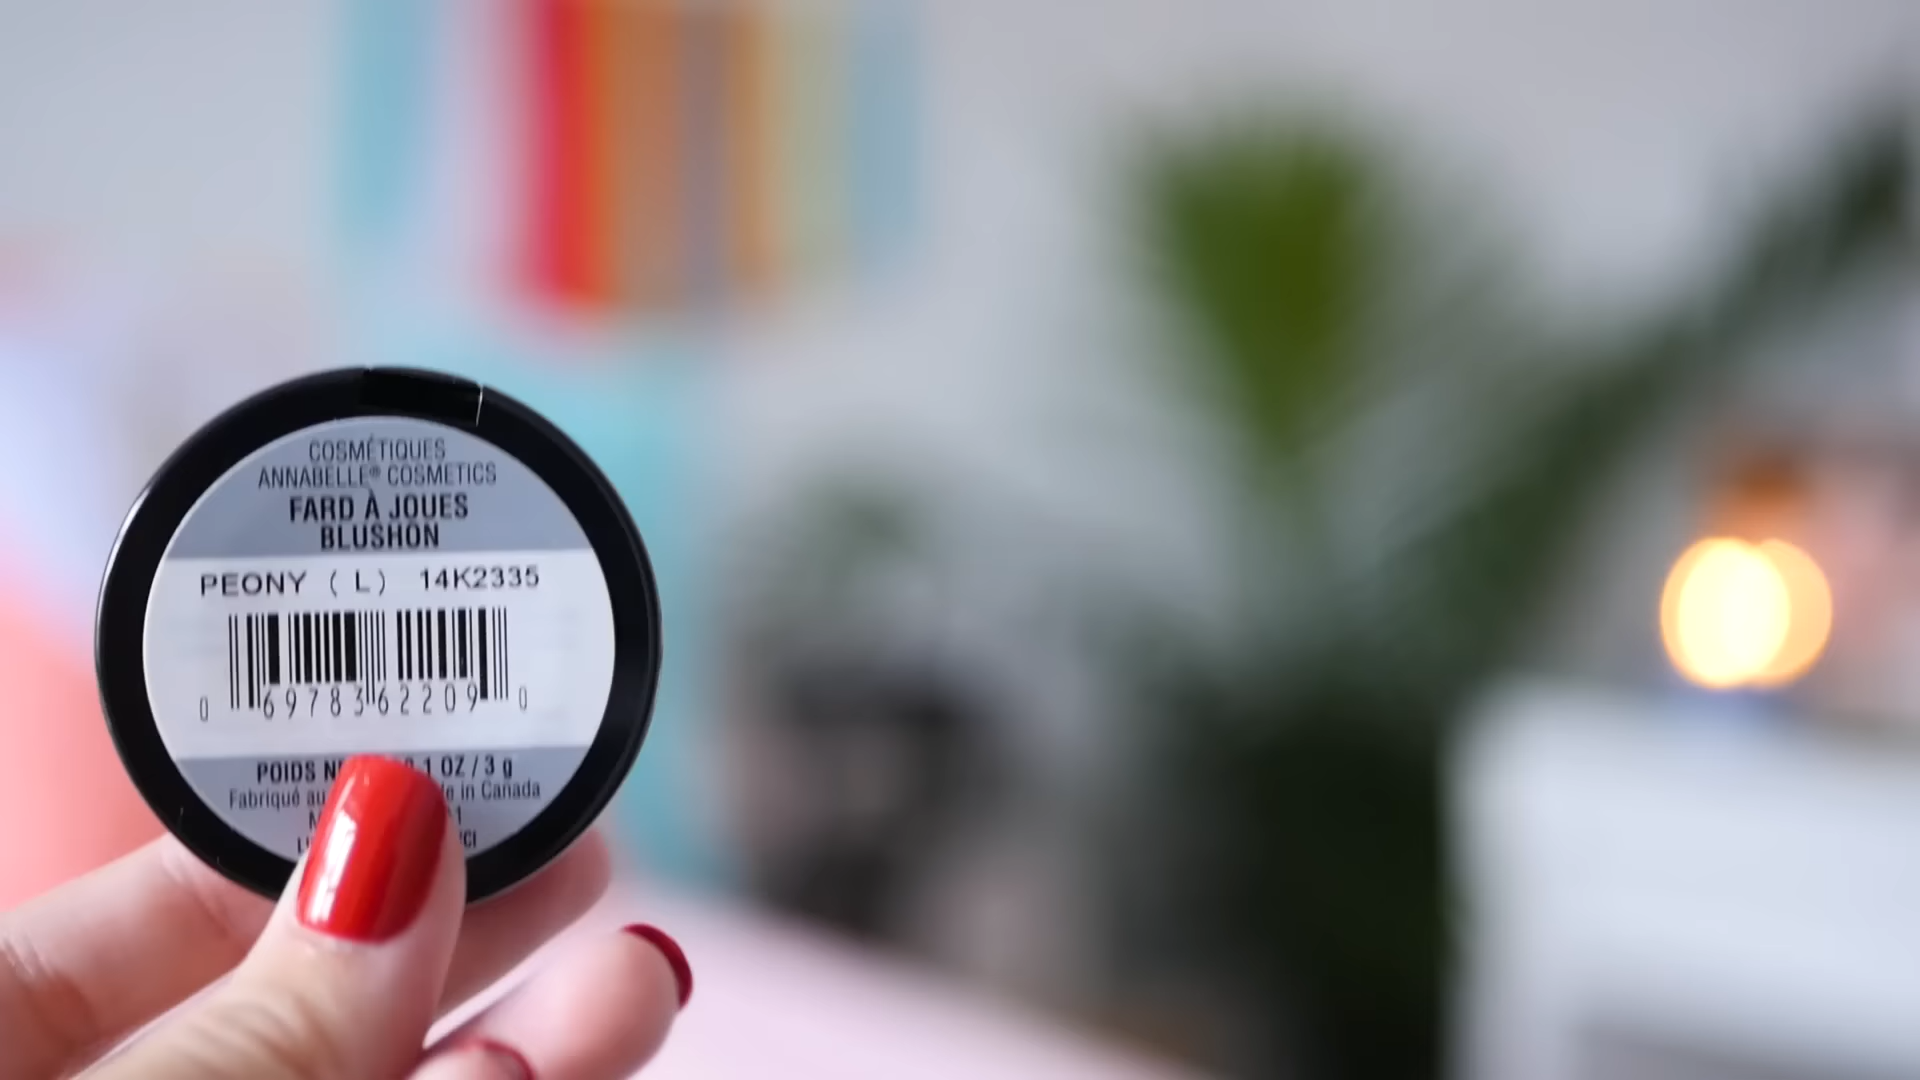 COSMÉTIQUES
ANNABELLE® COSMETICS
FARD À JOUES
BLUSHON
PEONY ( L ) 14K2335
0 69783 62209 0
POIDS 1 OZ / 3 g
Fabriqué au in Canada